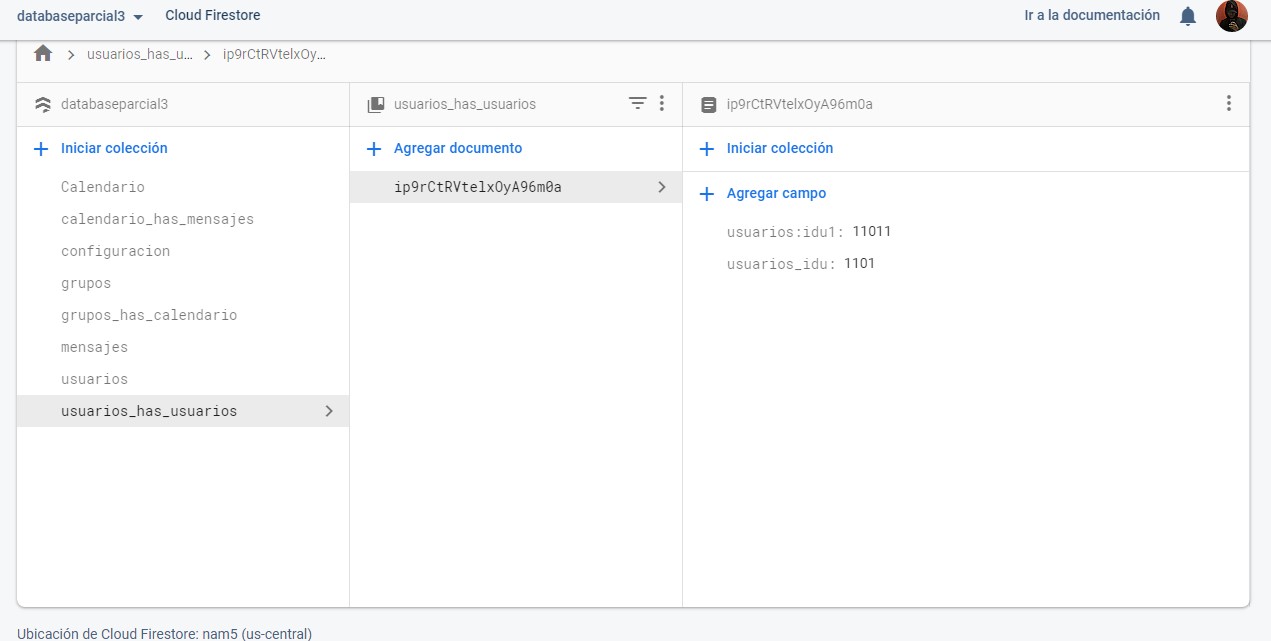 databaseparcial3 Cloud Firestore Ir a la documentación
usuarios_has_u... ip9rCtRVtelxOy...
databaseparcial3
Iniciar colección
Calendario
calendario_has_mensajes
configuracion
grupos
grupos_has_calendario
mensajes
usuarios
usuarios_has_usuarios
usuarios_has_usuarios
Agregar documento
ip9rCtRVtelxOyA96m0a
ip9rCtRVtelxOyA96m0a
Iniciar colección
Agregar campo
usuarios:idu1: 11011
usuarios_idu: 1101
Ubicación de Cloud Firestore: nam5 (us-central)